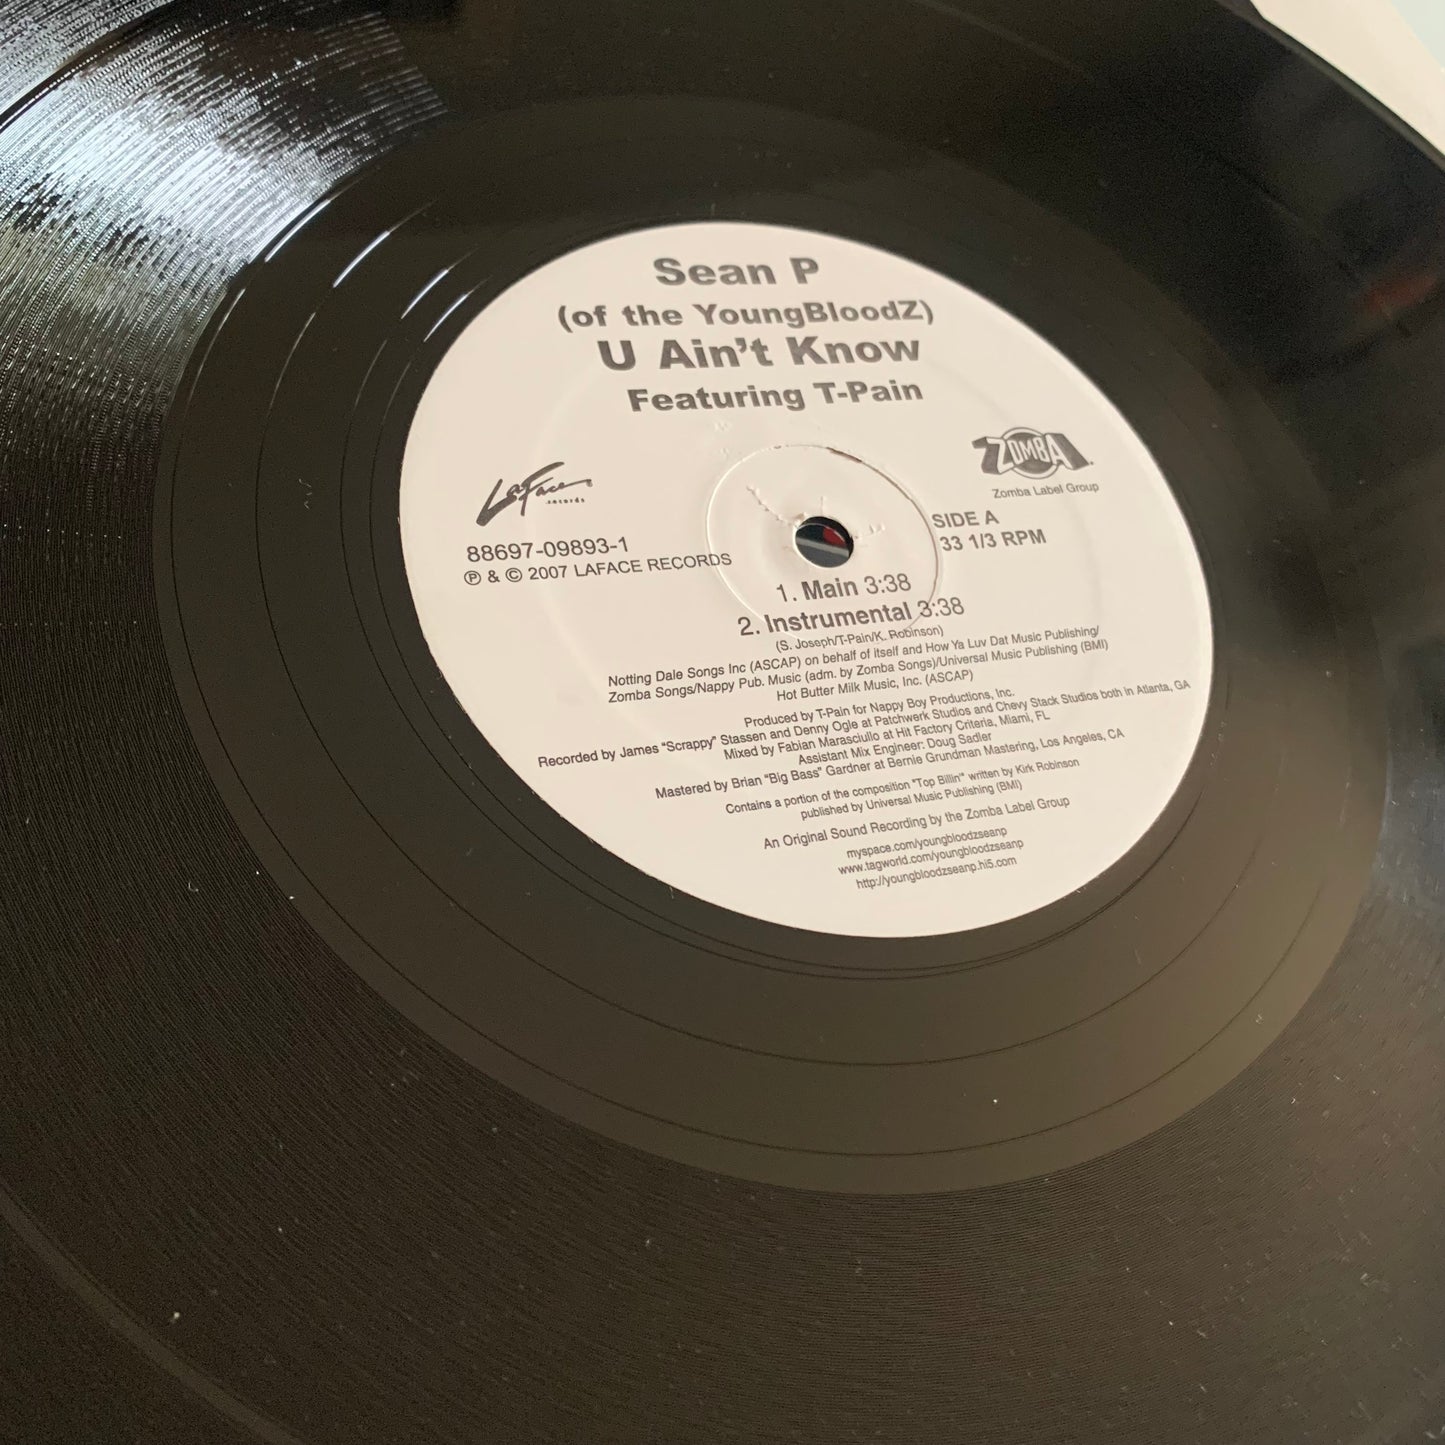 Sean P
(of the YoungBloodZ)
U Ain't Know
Featuring T-Pain
LaFace
records
ZOMBA
Zomba Label Group
88697-09893-1
℗ & © 2007 LAFACE RECORDS
SIDE A
33 1/3 RPM
1. Main 3:38
2. Instrumental 3:38
(S. Joseph/T-Pain/K. Robinson)
Notting Dale Songs Inc (ASCAP) on behalf of itself and How Ya Luv Dat Music Publishing/
Zomba Songs/Nappy Pub. Music (adm. by Zomba Songs)/Universal Music Publishing (BMI)
Hot Butter Milk Music, Inc. (ASCAP)
Produced by T-Pain for Nappy Boy Productions, Inc.
Recorded by James "Scrappy" Stassen and Denny Ogle at Patchwerk Studios and Chevy Stack Studios both in Atlanta, GA
Mixed by Fabian Marasciullo at Hit Factory Criteria, Miami, FL
Assistant Mix Engineer: Doug Sadler
Mastered by Brian "Big Bass" Gardner at Bernie Grundman Mastering, Los Angeles, CA
Contains a portion of the composition "Top Billin'" written by Kirk Robinson
published by Universal Music Publishing (BMI)
An Original Sound Recording by the Zomba Label Group
myspace.com/youngbloodzseanp
www.tagworld.com/youngbloodzseanp
http://youngbloodzseanp.hi5.com